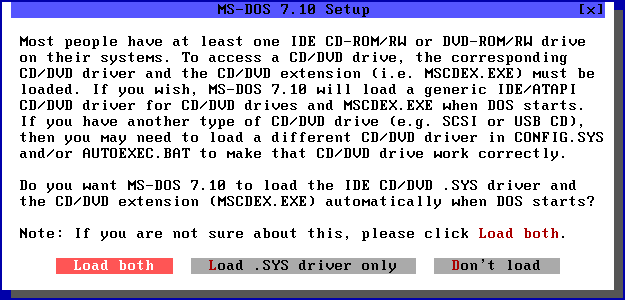 MS-DOS 7.10 Setup [x]
Most people have at least one IDE CD-ROM/RW or DVD-ROM/RW drive
on their systems. To access a CD/DVD drive, the corresponding
CD/DVD driver and the CD/DVD extension (i.e. MSCDEX.EXE) must be
loaded. If you wish, MS-DOS 7.10 will load a generic IDE/ATAPI
CD/DVD driver for CD/DVD drives and MSCDEX.EXE when DOS starts.
If you have another type of CD/DVD drive (e.g. SCSI or USB CD),
then you may need to load a different CD/DVD driver in CONFIG.SYS
and/or AUTOEXEC.BAT to make that CD/DVD drive work correctly.
Do you want MS-DOS 7.10 to load the IDE CD/DVD .SYS driver and
the CD/DVD extension (MSCDEX.EXE) automatically when DOS starts?
Note: If you are not sure about this, please click Load both.
Load both Load .SYS driver only Don't load